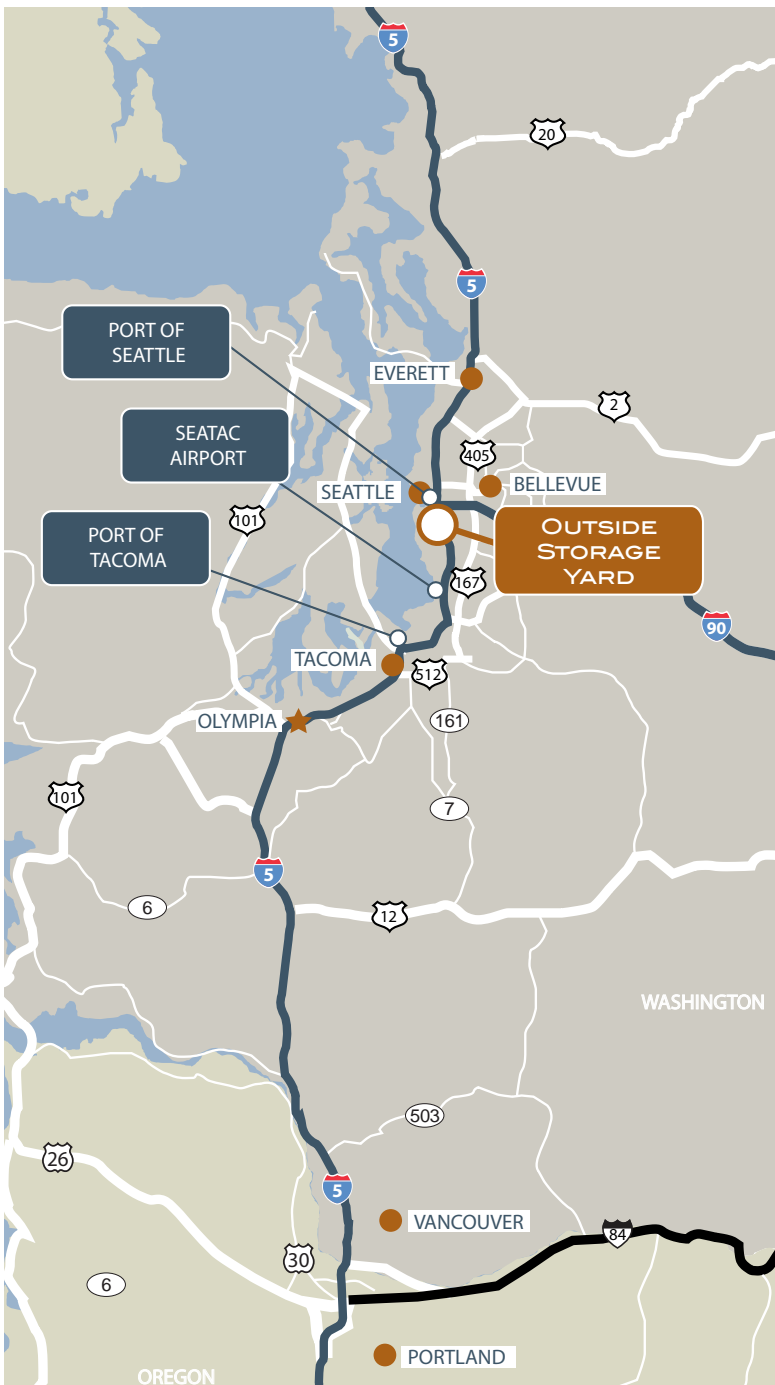 5
20
5
PORT OF
SEATTLE
EVERETT
2
SEATAC
AIRPORT
405
SEATTLE
BELLEVUE
101
OUTSIDE
STORAGE
YARD
PORT OF
TACOMA
167
90
TACOMA
512
OLYMPIA
161
101
7
5
6
12
WASHINGTON
503
26
5
VANCOUVER
84
30
6
PORTLAND
OREGON